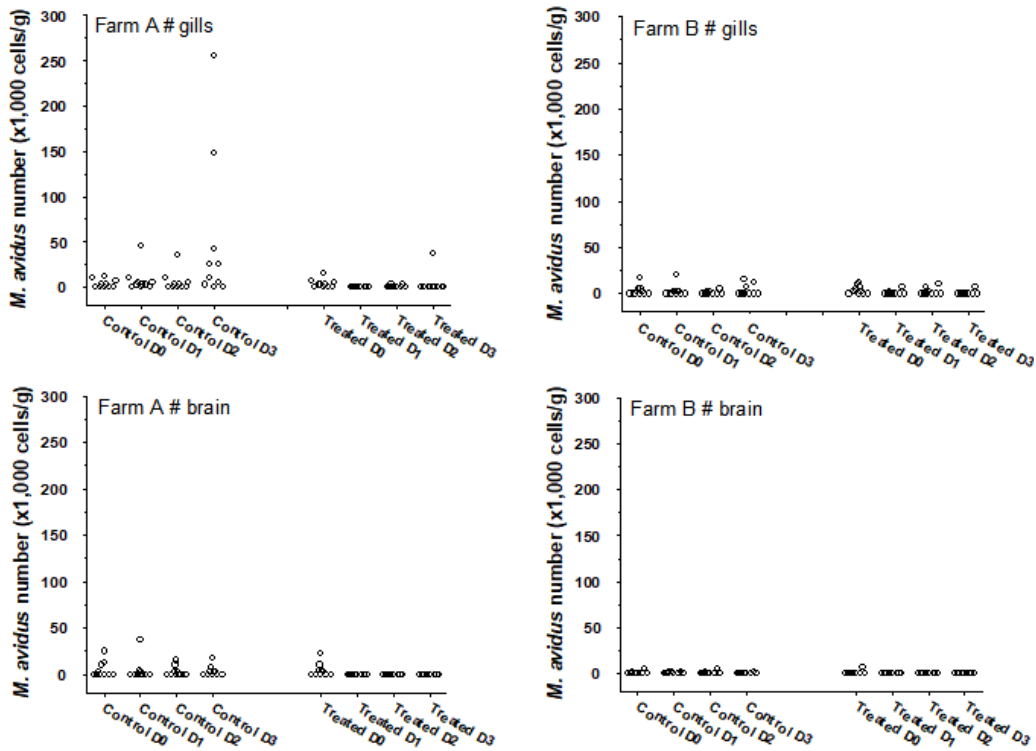 Farm A # gills
M. avidus number (x1,000 cells/g)
300
250
200
150
100
50
0
Control D0
Control D1
Control D2
Control D3
Treated D0
Treated D1
Treated D2
Treated D3
Farm B # gills
M. avidus number (x1,000 cells/g)
300
250
200
150
100
50
0
Control D0
Control D1
Control D2
Control D3
Treated D0
Treated D1
Treated D2
Treated D3
Farm A # brain
M. avidus number (x1,000 cells/g)
300
250
200
150
100
50
0
Control D0
Control D1
Control D2
Control D3
Treated D0
Treated D1
Treated D2
Treated D3
Farm B # brain
M. avidus number (x1,000 cells/g)
300
250
200
150
100
50
0
Control D0
Control D1
Control D2
Control D3
Treated D0
Treated D1
Treated D2
Treated D3